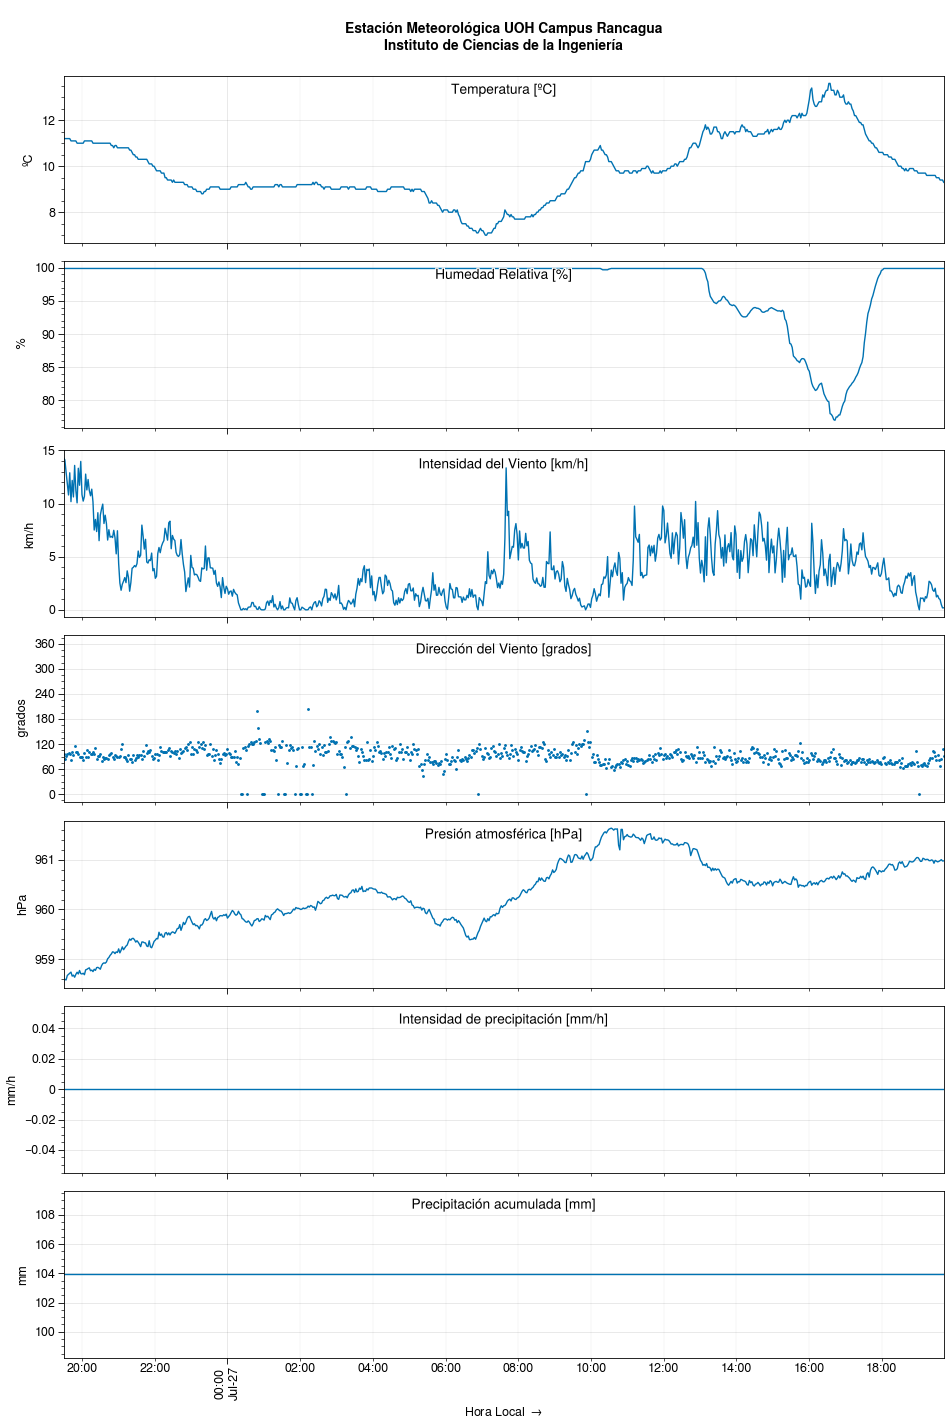 Estación Meteorológica UOH Campus Rancagua
Instituto de Ciencias de la Ingeniería
Temperatura [ºC]
12
10
8
ºC
Humedad Relativa [%]
100
95
90
85
80
%
Intensidad del Viento [km/h]
15
10
5
0
km/h
Dirección del Viento [grados]
360
300
240
180
120
60
0
grados
Presión atmosférica [hPa]
961
960
959
hPa
Intensidad de precipitación [mm/h]
0.04
0.02
0
−0.02
−0.04
mm/h
Precipitación acumulada [mm]
108
106
104
102
100
mm
20:00 22:00 00:00 02:00 04:00 06:00 08:00 10:00 12:00 14:00 16:00 18:00
Jul-27
Hora Local →